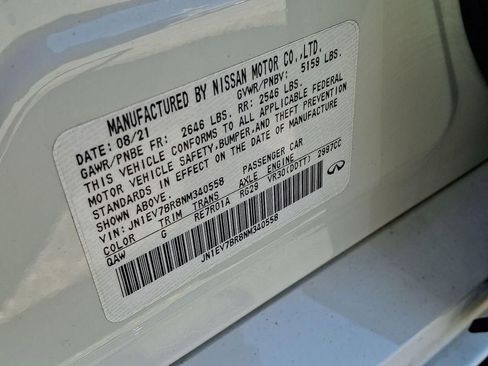 MANUFACTURED BY NISSAN MOTOR CO.,LTD.
DATE: 08/21 GVWR/PNBV: 5159 LBS.
GAWR/PNBE FR: 2646 LBS. RR: 2546 LBS.
THIS VEHICLE CONFORMS TO ALL APPLICABLE FEDERAL
MOTOR VEHICLE SAFETY,BUMPER,AND THEFT PREVENTION
STANDARDS IN EFFECT ON THE DATE OF MANUFACTURE
SHOWN ABOVE.
VIN: JN1EV7BR8NM340558 PASSENGER CAR
COLOR TRIM TRANS AXLE ENGINE
QAW G RE7R01A RG29 VR30(DDTT) 2997CC
JN1EV7BR8NM340558